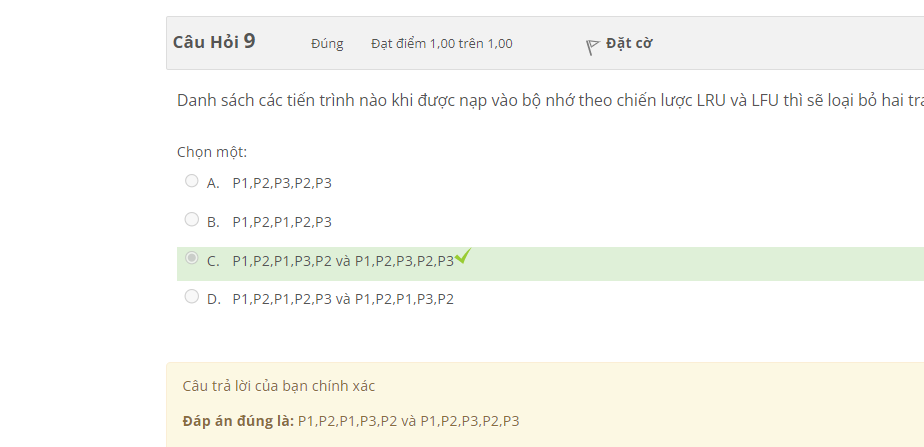 Câu Hỏi 9 Đúng Đạt điểm 1,00 trên 1,00 Đặt cờ
Danh sách các tiến trình nào khi được nạp vào bộ nhớ theo chiến lược LRU và LFU thì sẽ loại bỏ hai
Chọn một:
A. P1,P2,P3,P2,P3
B. P1,P2,P1,P2,P3
C. P1,P2,P1,P3,P2 và P1,P2,P3,P2,P3
D. P1,P2,P1,P2,P3 và P1,P2,P1,P3,P2
Câu trả lời của bạn chính xác
Đáp án đúng là: P1,P2,P1,P3,P2 và P1,P2,P3,P2,P3